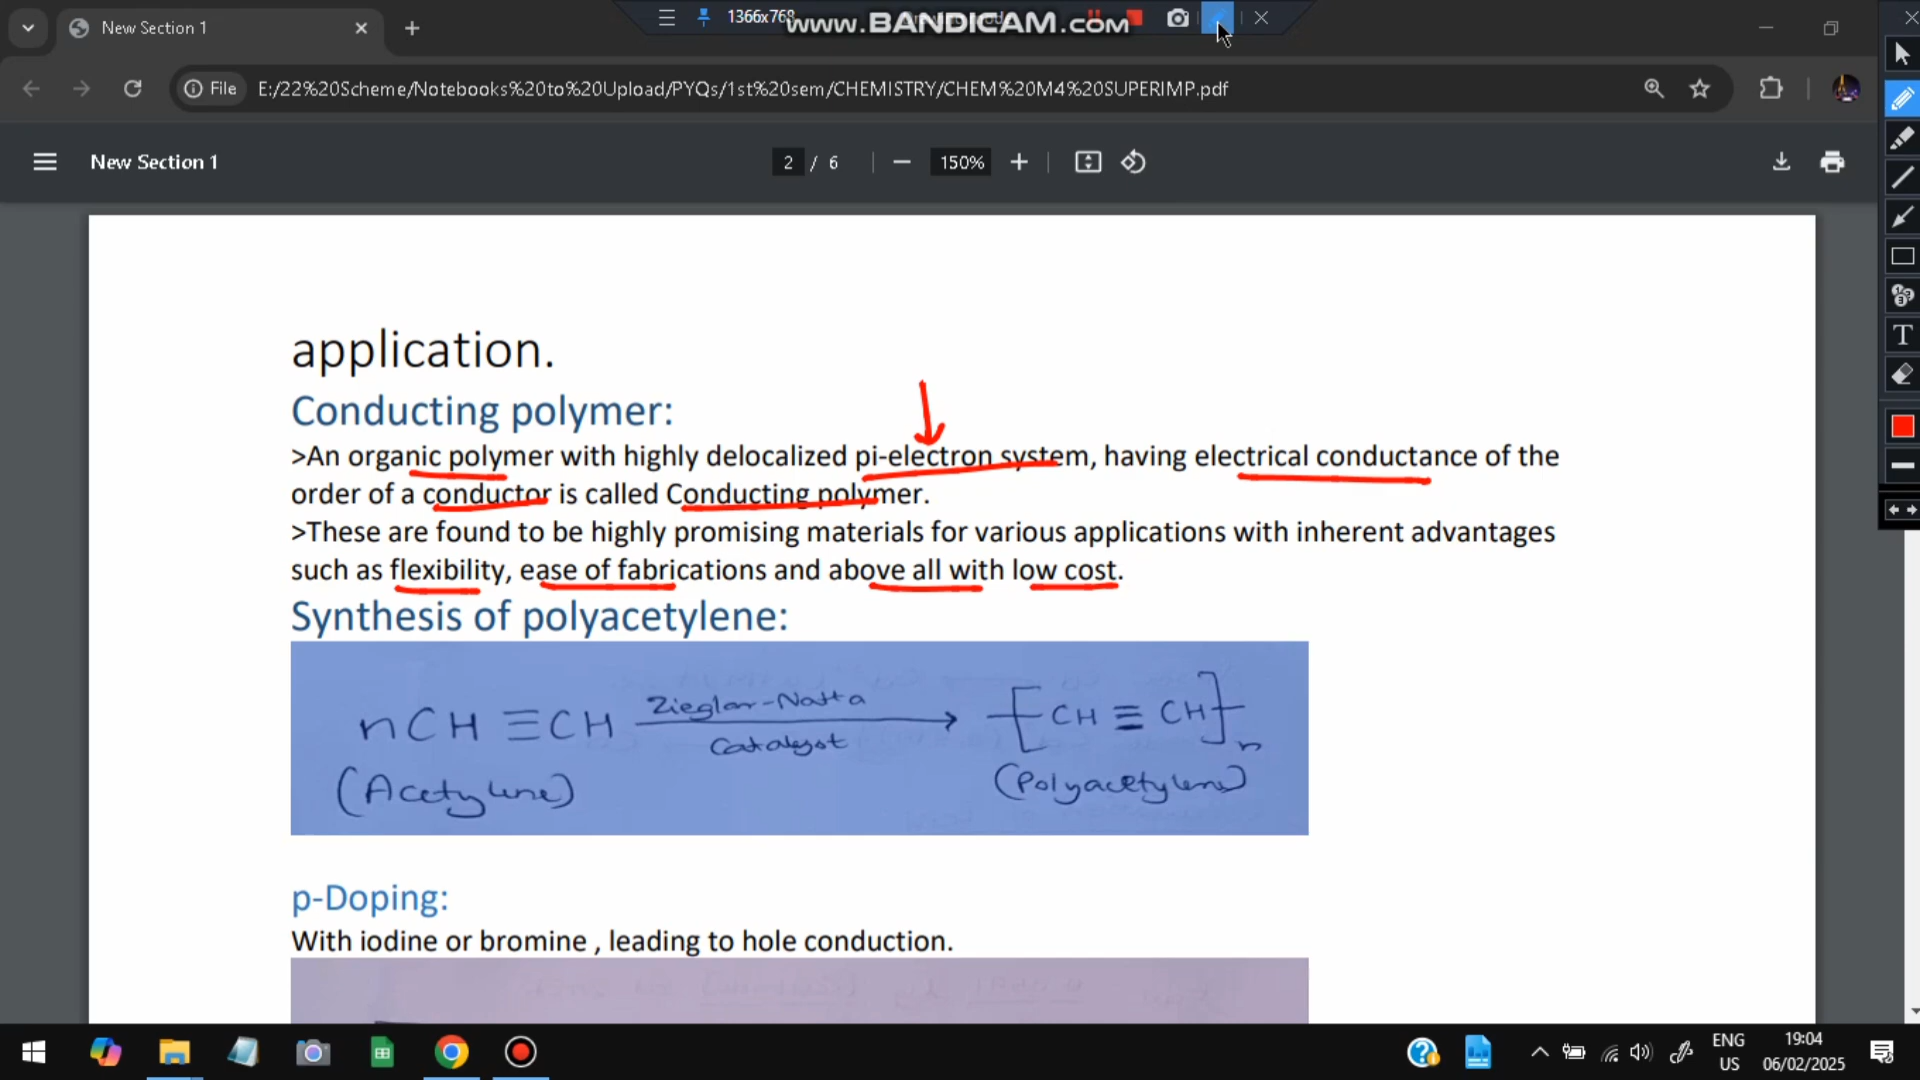 New Section 1
1366x768
www.BANDICAM.com
File
E:/22%20Scheme/Notebooks%20to%20Upload/PYQs/1st%20sem/CHEMISTRY/CHEM%20M4%20SUPERIMP.pdf
New Section 1
2 / 6
150%
application.
Conducting polymer:
>An organic polymer with highly delocalized pi-electron system, having electrical conductance of the
order of a conductor is called Conducting polymer.
>These are found to be highly promising materials for various applications with inherent advantages
such as flexibility, ease of fabrications and above all with low cost.
Synthesis of polyacetylene:
nCH ≡ CH Ziegler-Natta Catalyst → [CH ≡ CH]n
(Acetylene) (Polyacetylene)
p-Doping:
With iodine or bromine , leading to hole conduction.
T
ENG
US
19:04
06/02/2025